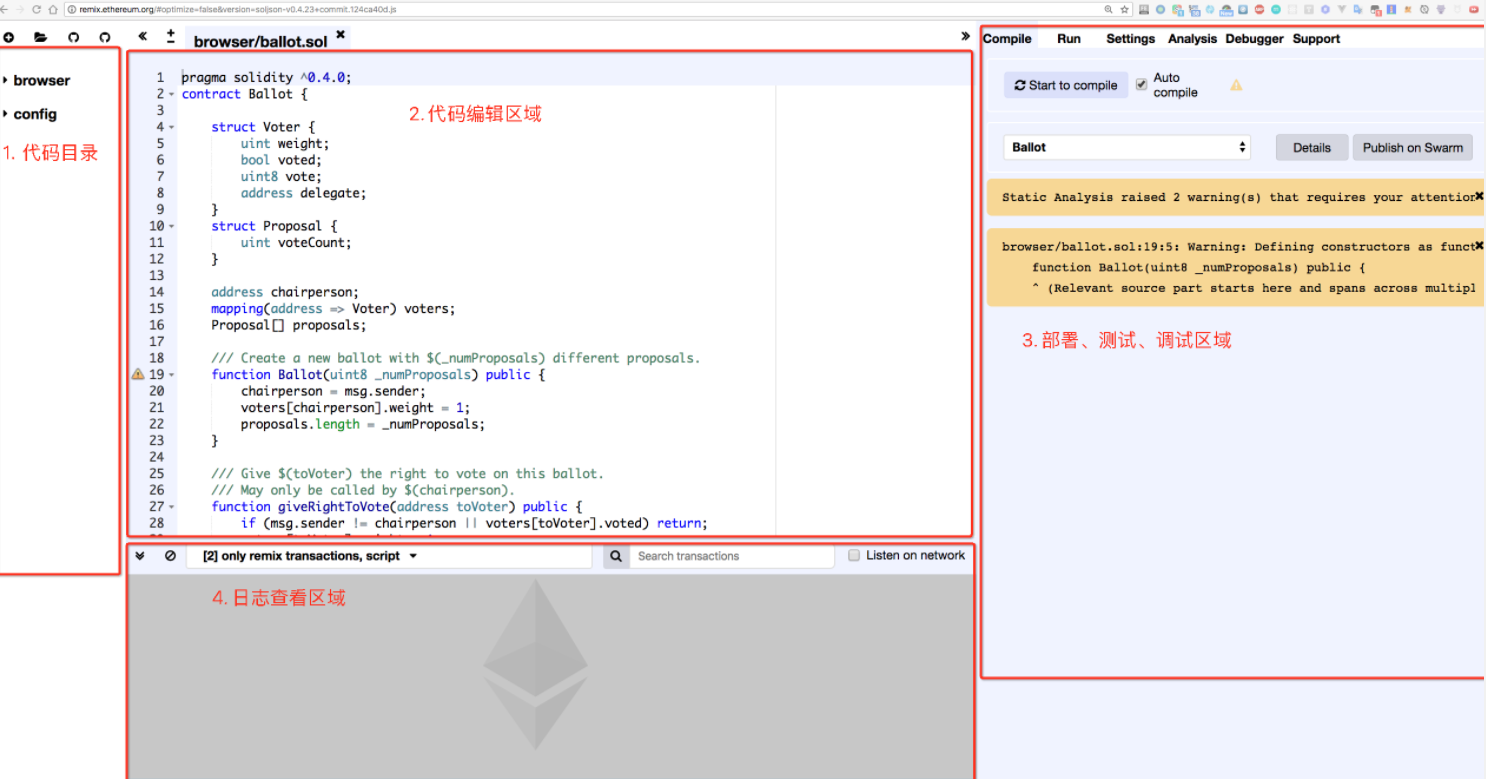 remix.ethereum.org/#optimize=false&version=soljson-v0.4.23+commit.124ca40d.js
browser/ballot.sol
browser
config
1. 代码目录
1 pragma solidity ^0.4.0;
2 contract Ballot {
3
4 struct Voter {
5 uint weight;
6 bool voted;
7 uint8 vote;
8 address delegate;
9 }
10 struct Proposal {
11 uint voteCount;
12 }
13
14 address chairperson;
15 mapping(address => Voter) voters;
16 Proposal[] proposals;
17
18 /// Create a new ballot with $(_numProposals) different proposals.
19 function Ballot(uint8 _numProposals) public {
20 chairperson = msg.sender;
21 voters[chairperson].weight = 1;
22 proposals.length = _numProposals;
23 }
24
25 /// Give $(toVoter) the right to vote on this ballot.
26 /// May only be called by $(chairperson).
27 function giveRightToVote(address toVoter) public {
28 if (msg.sender != chairperson || voters[toVoter].voted) return;
2.代码编辑区域
[2] only remix transactions, script
Search transactions
Listen on network
4.日志查看区域
Compile Run Settings Analysis Debugger Support
Start to compile
Auto compile
Ballot
Details
Publish on Swarm
Static Analysis raised 2 warning(s) that requires your attention
browser/ballot.sol:19:5: Warning: Defining constructors as funct
function Ballot(uint8 _numProposals) public {
^ (Relevant source part starts here and spans across multipl
3.部署、测试、调试区域